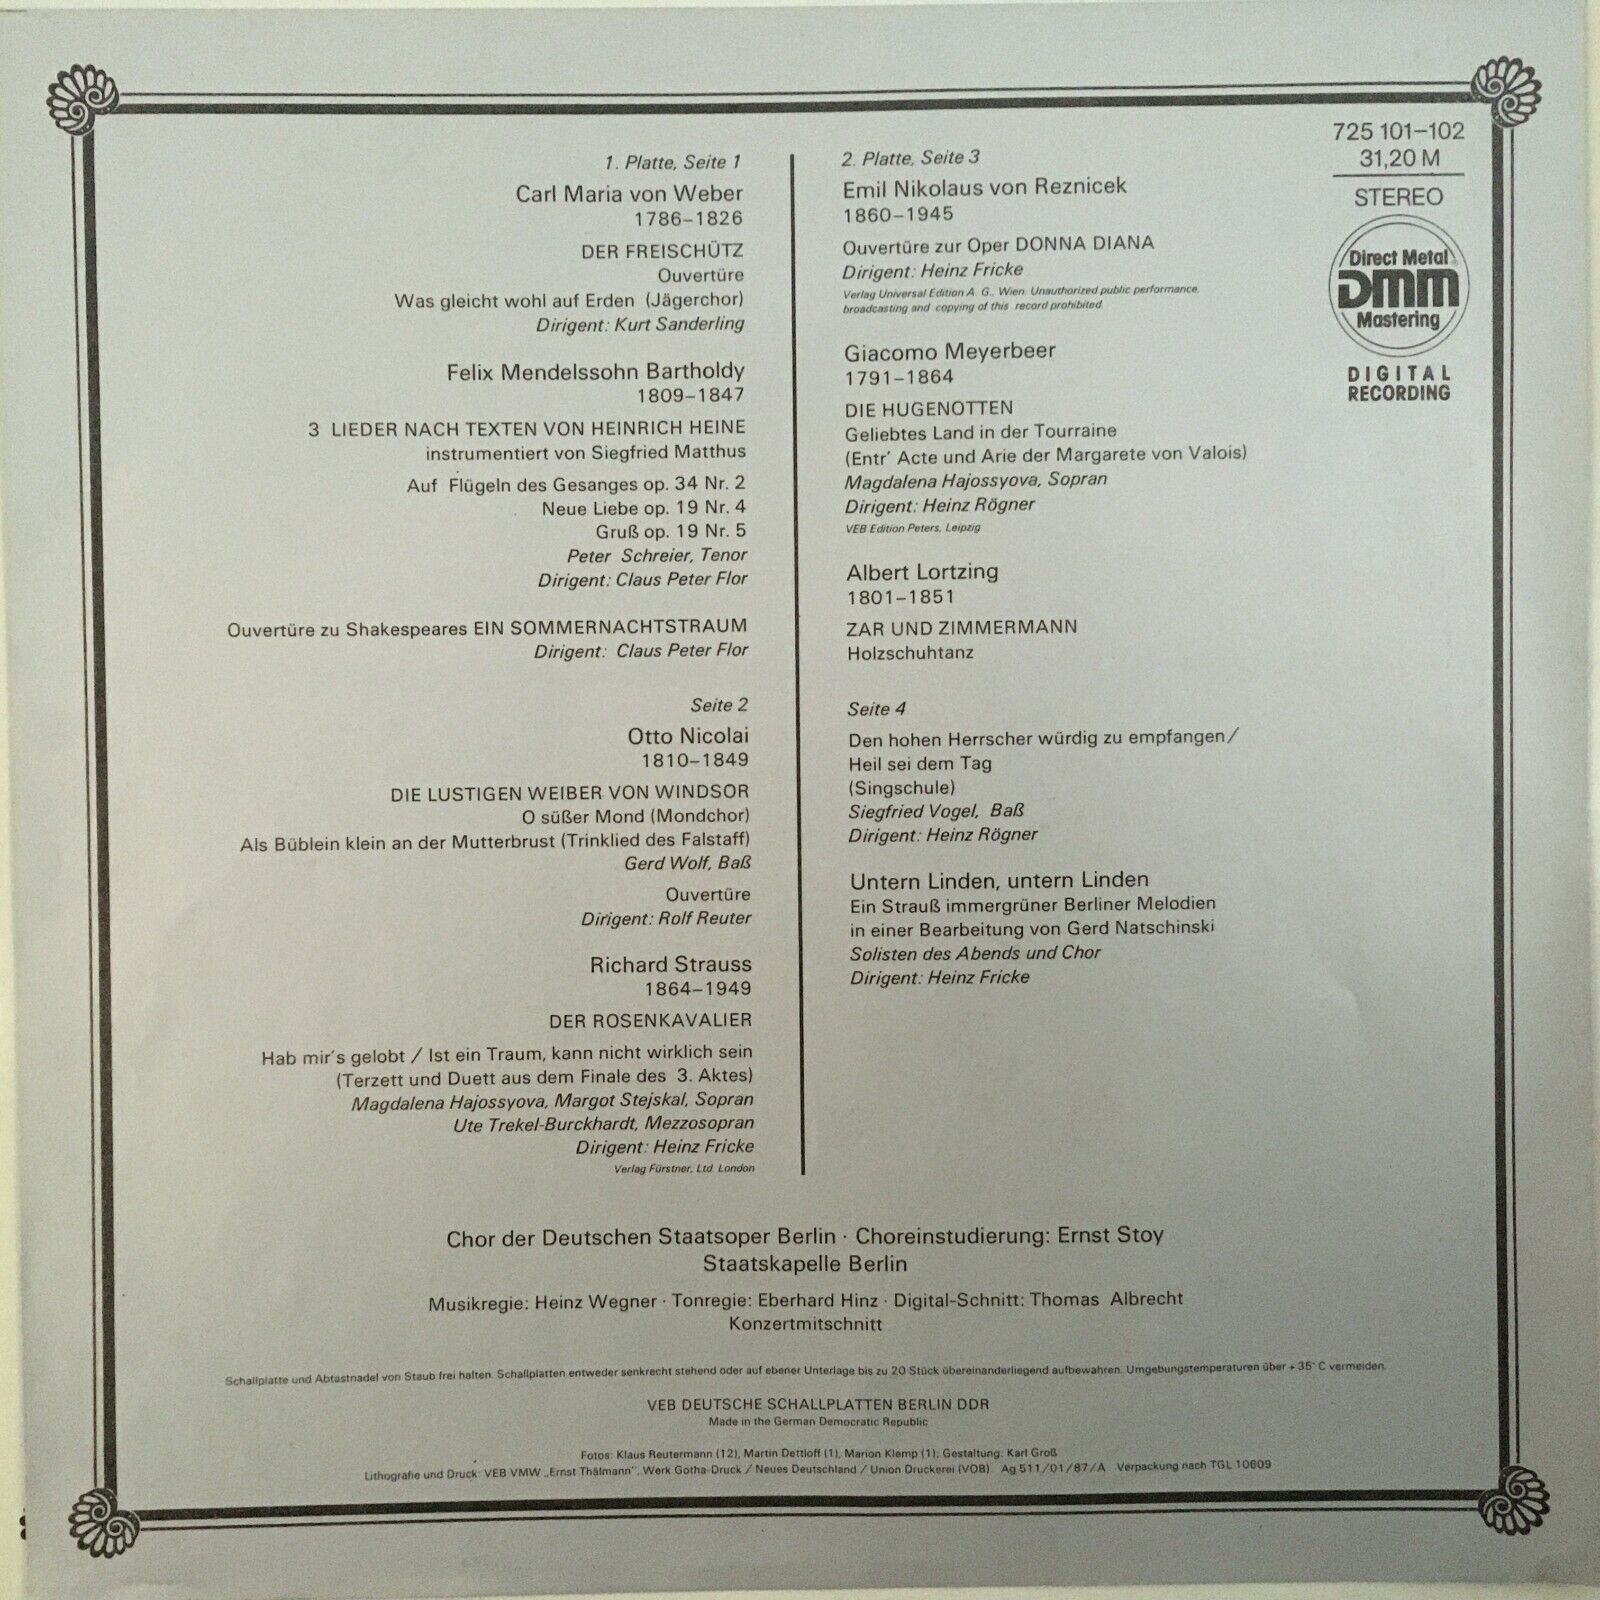 1. Platte, Seite 1
Carl Maria von Weber
1786–1826
DER FREISCHÜTZ
Ouvertüre
Was gleicht wohl auf Erden (Jägerchor)
Dirigent: Kurt Sanderling
Felix Mendelssohn Bartholdy
1809–1847
3 LIEDER NACH TEXTEN VON HEINRICH HEINE
instrumentiert von Siegfried Matthus
Auf Flügeln des Gesanges op. 34 Nr. 2
Neue Liebe op. 19 Nr. 4
Gruß op. 19 Nr. 5
Peter Schreier, Tenor
Dirigent: Claus Peter Flor
Ouvertüre zu Shakespeares EIN SOMMERNACHTSTRAUM
Dirigent: Claus Peter Flor
Seite 2
Otto Nicolai
1810–1849
DIE LUSTIGEN WEIBER VON WINDSOR
O süßer Mond (Mondchor)
Als Büblein klein an der Mutterbrust (Trinklied des Falstaff)
Gerd Wolf, Baß
Ouvertüre
Dirigent: Rolf Reuter
Richard Strauss
1864–1949
DER ROSENKAVALIER
Hab mir's gelobt / Ist ein Traum, kann nicht wirklich sein
(Terzett und Duett aus dem Finale des 3. Aktes)
Magdalena Hajossyova, Margot Stejskal, Sopran
Ute Trekel-Burckhardt, Mezzosopran
Dirigent: Heinz Fricke
Verlag Fürstner, Ltd. London
2. Platte, Seite 3
Emil Nikolaus von Reznicek
1860–1945
Ouvertüre zur Oper DONNA DIANA
Dirigent: Heinz Fricke
Verlag Universal Edition A. G., Wien. Unauthorized public performance,
broadcasting and copying of this record prohibited.
Giacomo Meyerbeer
1791–1864
DIE HUGENOTTEN
Geliebtes Land in der Tourraine
(Entr' Acte und Arie der Margarete von Valois)
Magdalena Hajossyova, Sopran
Dirigent: Heinz Rögner
VEB Edition Peters, Leipzig
Albert Lortzing
1801–1851
ZAR UND ZIMMERMANN
Holzschuhtanz
Seite 4
Den hohen Herrscher würdig zu empfangen/
Heil sei dem Tag
(Singschule)
Siegfried Vogel, Baß
Dirigent: Heinz Rögner
Untern Linden, untern Linden
Ein Strauß immergrüner Berliner Melodien
in einer Bearbeitung von Gerd Natschinski
Solisten des Abends und Chor
Dirigent: Heinz Fricke
725 101–102
31,20 M
STEREO
Direct Metal
DMM
Mastering
DIGITAL
RECORDING
Chor der Deutschen Staatsoper Berlin · Choreinstudierung: Ernst Stoy
Staatskapelle Berlin
Musikregie: Heinz Wegner · Tonregie: Eberhard Hinz · Digital-Schnitt: Thomas Albrecht
Konzertmitschnitt
Schallplatte und Abtastnadel von Staub frei halten. Schallplatten entweder senkrecht stehend oder auf ebener Unterlage bis zu 20 Stück übereinanderliegend aufbewahren. Umgebungstemperaturen über +35° C vermeiden.
VEB DEUTSCHE SCHALLPLATTEN BERLIN DDR
Made in the German Democratic Republic
Fotos: Klaus Reutermann (12), Martin Dettloff (1), Marion Klemp (1); Gestaltung: Karl Groß
Lithografie und Druck: VEB VMW „Ernst Thälmann", Werk Gotha-Druck / Neues Deutschland / Union Druckerei (VOB) Ag 511/01/87/A Verpackung nach TGL 10609